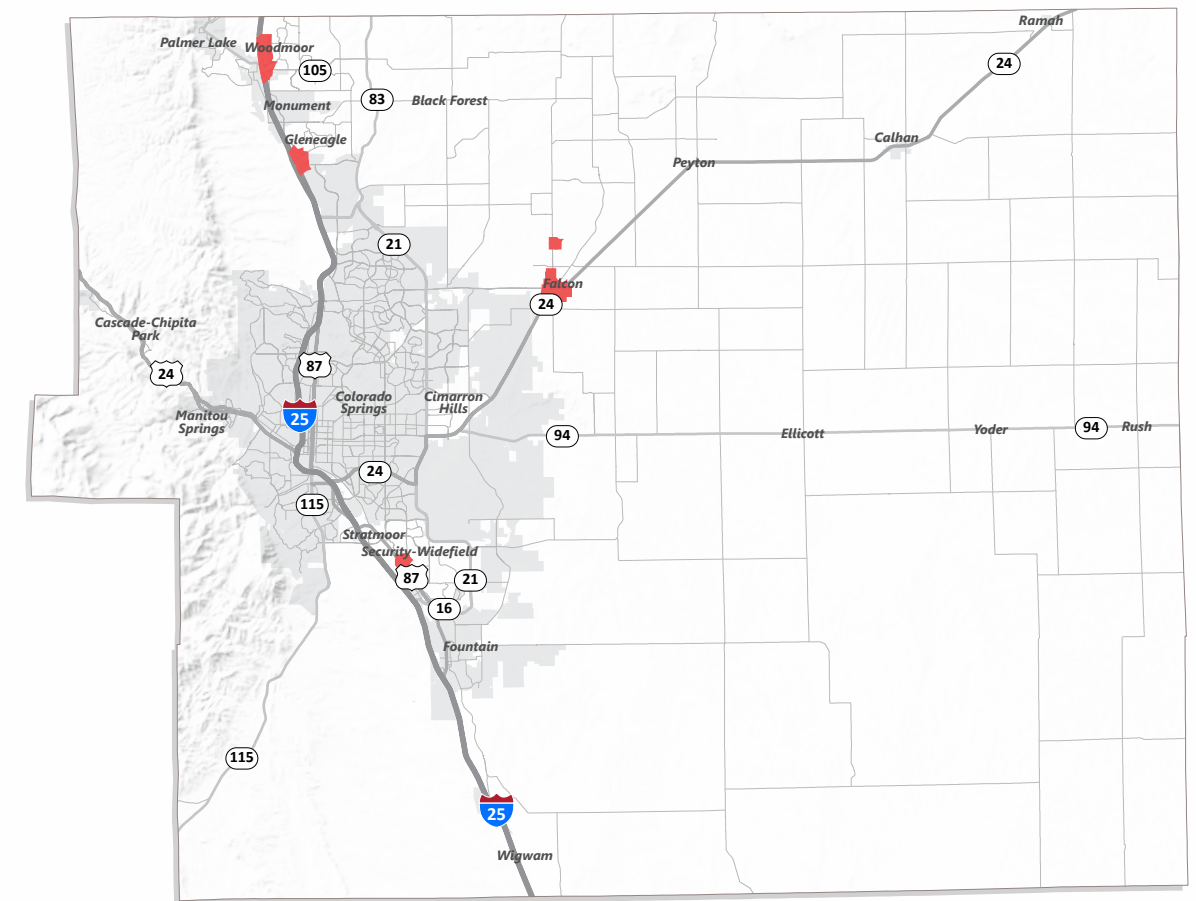 Ramah
Palmer Lake
Woodmoor
24
105
83
Black Forest
Monument
Gleneagle
Calhan
Peyton
21
Falcon
24
Cascade-Chipita
Park
87
24
Colorado
Springs
Cimarron
Hills
25
Manitou
Springs
94
Ellicott
Yoder
94
Rush
24
115
Stratmoor
Security-Widefield
87
21
16
Fountain
115
25
Wigwam